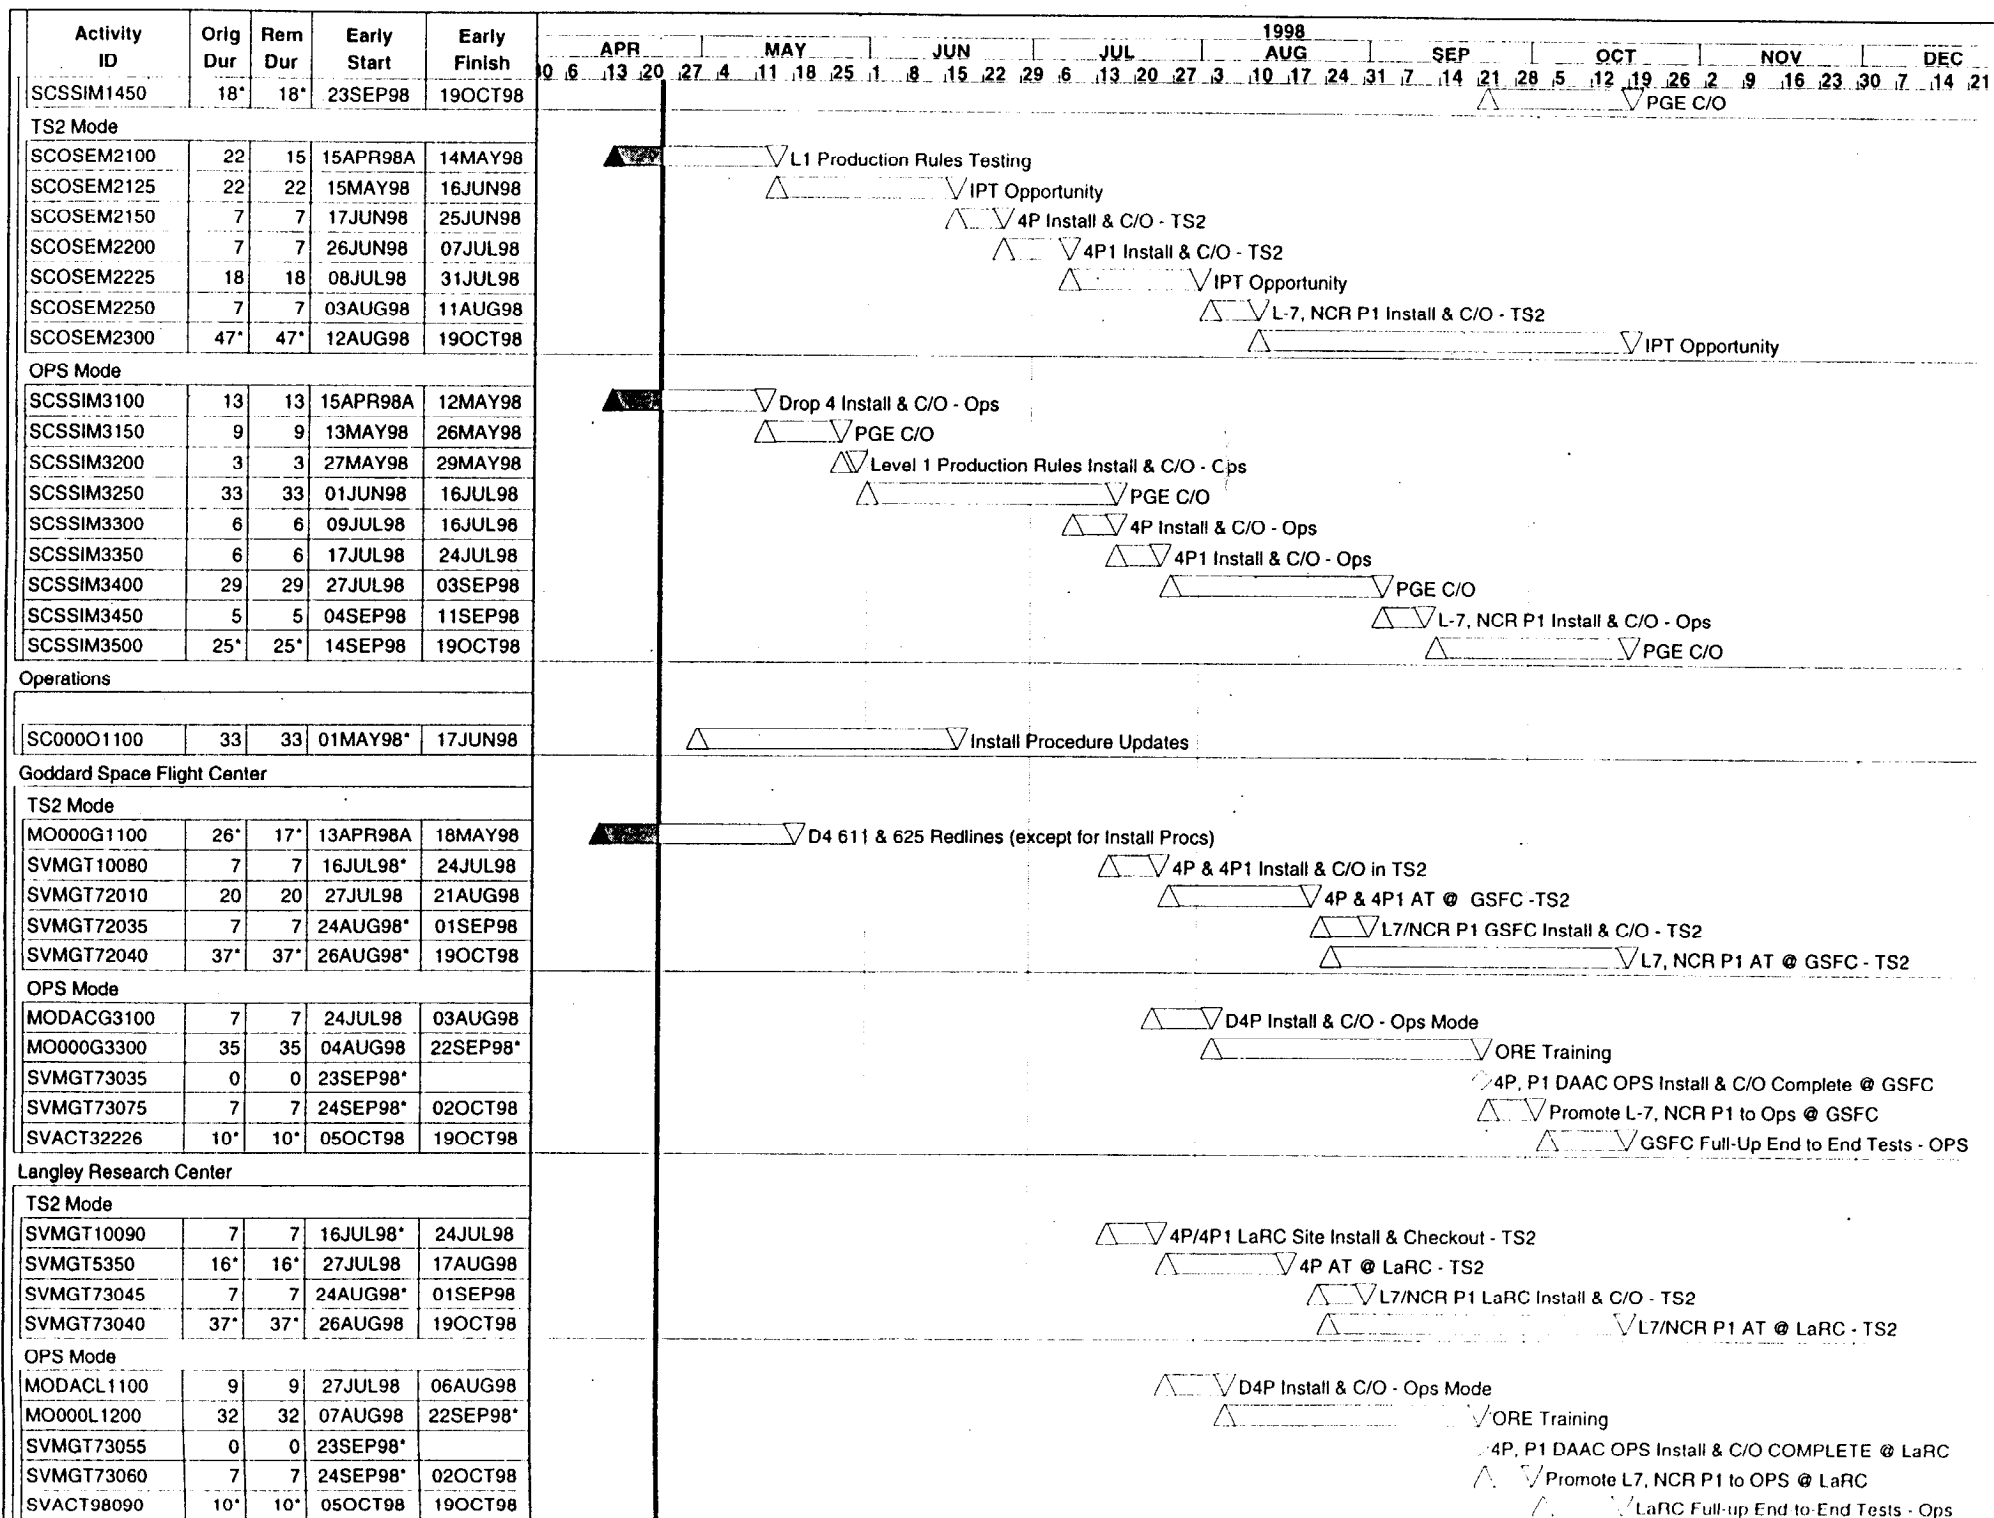 Activity ID Orig Dur Rem Dur Early Start Early Finish
1998
APR MAY JUN JUL AUG SEP OCT NOV DEC
30 6 13 20 27 4 11 18 25 1 8 15 22 29 6 13 20 27 3 10 17 24 31 7 14 21 28 5 12 19 26 2 9 16 23 30 7 14 21
SCSSIM1450 18* 18* 23SEP98 19OCT98 PGE C/O
TS2 Mode
SCOSEM2100 22 15 15APR98A 14MAY98 L1 Production Rules Testing
SCOSEM2125 22 22 15MAY98 16JUN98 IPT Opportunity
SCOSEM2150 7 7 17JUN98 25JUN98 4P Install & C/O - TS2
SCOSEM2200 7 7 26JUN98 07JUL98 4P1 Install & C/O - TS2
SCOSEM2225 18 18 08JUL98 31JUL98 IPT Opportunity
SCOSEM2250 7 7 03AUG98 11AUG98 L-7, NCR P1 Install & C/O - TS2
SCOSEM2300 47* 47* 12AUG98 19OCT98 IPT Opportunity
OPS Mode
SCSSIM3100 13 13 15APR98A 12MAY98 Drop 4 Install & C/O - Ops
SCSSIM3150 9 9 13MAY98 26MAY98 PGE C/O
SCSSIM3200 3 3 27MAY98 29MAY98 Level 1 Production Rules Install & C/O - Ops
SCSSIM3250 33 33 01JUN98 16JUL98 PGE C/O
SCSSIM3300 6 6 09JUL98 16JUL98 4P Install & C/O - Ops
SCSSIM3350 6 6 17JUL98 24JUL98 4P1 Install & C/O - Ops
SCSSIM3400 29 29 27JUL98 03SEP98 PGE C/O
SCSSIM3450 5 5 04SEP98 11SEP98 L-7, NCR P1 Install & C/O - Ops
SCSSIM3500 25* 25* 14SEP98 19OCT98 PGE C/O
Operations
SC000O1100 33 33 01MAY98* 17JUN98 Install Procedure Updates
Goddard Space Flight Center
TS2 Mode
MO000G1100 26* 17* 13APR98A 18MAY98 D4 611 & 625 Redlines (except for Install Procs)
SVMGT10080 7 7 16JUL98* 24JUL98 4P & 4P1 Install & C/O in TS2
SVMGT72010 20 20 27JUL98 21AUG98 4P & 4P1 AT @ GSFC -TS2
SVMGT72035 7 7 24AUG98* 01SEP98 L7/NCR P1 GSFC Install & C/O - TS2
SVMGT72040 37* 37* 26AUG98* 19OCT98 L7, NCR P1 AT @ GSFC - TS2
OPS Mode
MODACG3100 7 7 24JUL98 03AUG98 D4P Install & C/O - Ops Mode
MO000G3300 35 35 04AUG98 22SEP98* ORE Training
SVMGT73035 0 0 23SEP98* 4P, P1 DAAC OPS Install & C/O Complete @ GSFC
SVMGT73075 7 7 24SEP98* 02OCT98 Promote L-7, NCR P1 to Ops @ GSFC
SVACT32226 10* 10* 05OCT98 19OCT98 GSFC Full-Up End to End Tests - OPS
Langley Research Center
TS2 Mode
SVMGT10090 7 7 16JUL98* 24JUL98 4P/4P1 LaRC Site Install & Checkout - TS2
SVMGT5350 16* 16* 27JUL98 17AUG98 4P AT @ LaRC - TS2
SVMGT73045 7 7 24AUG98* 01SEP98 L7/NCR P1 LaRC Install & C/O - TS2
SVMGT73040 37* 37* 26AUG98 19OCT98 L7/NCR P1 AT @ LaRC - TS2
OPS Mode
MODACL1100 9 9 27JUL98 06AUG98 D4P Install & C/O - Ops Mode
MO000L1200 32 32 07AUG98 22SEP98* ORE Training
SVMGT73055 0 0 23SEP98* 4P, P1 DAAC OPS Install & C/O COMPLETE @ LaRC
SVMGT73060 7 7 24SEP98* 02OCT98 Promote L7, NCR P1 to OPS @ LaRC
SVACT98090 10* 10* 05OCT98 19OCT98 LaRC Full-up End to-End Tests - Ops